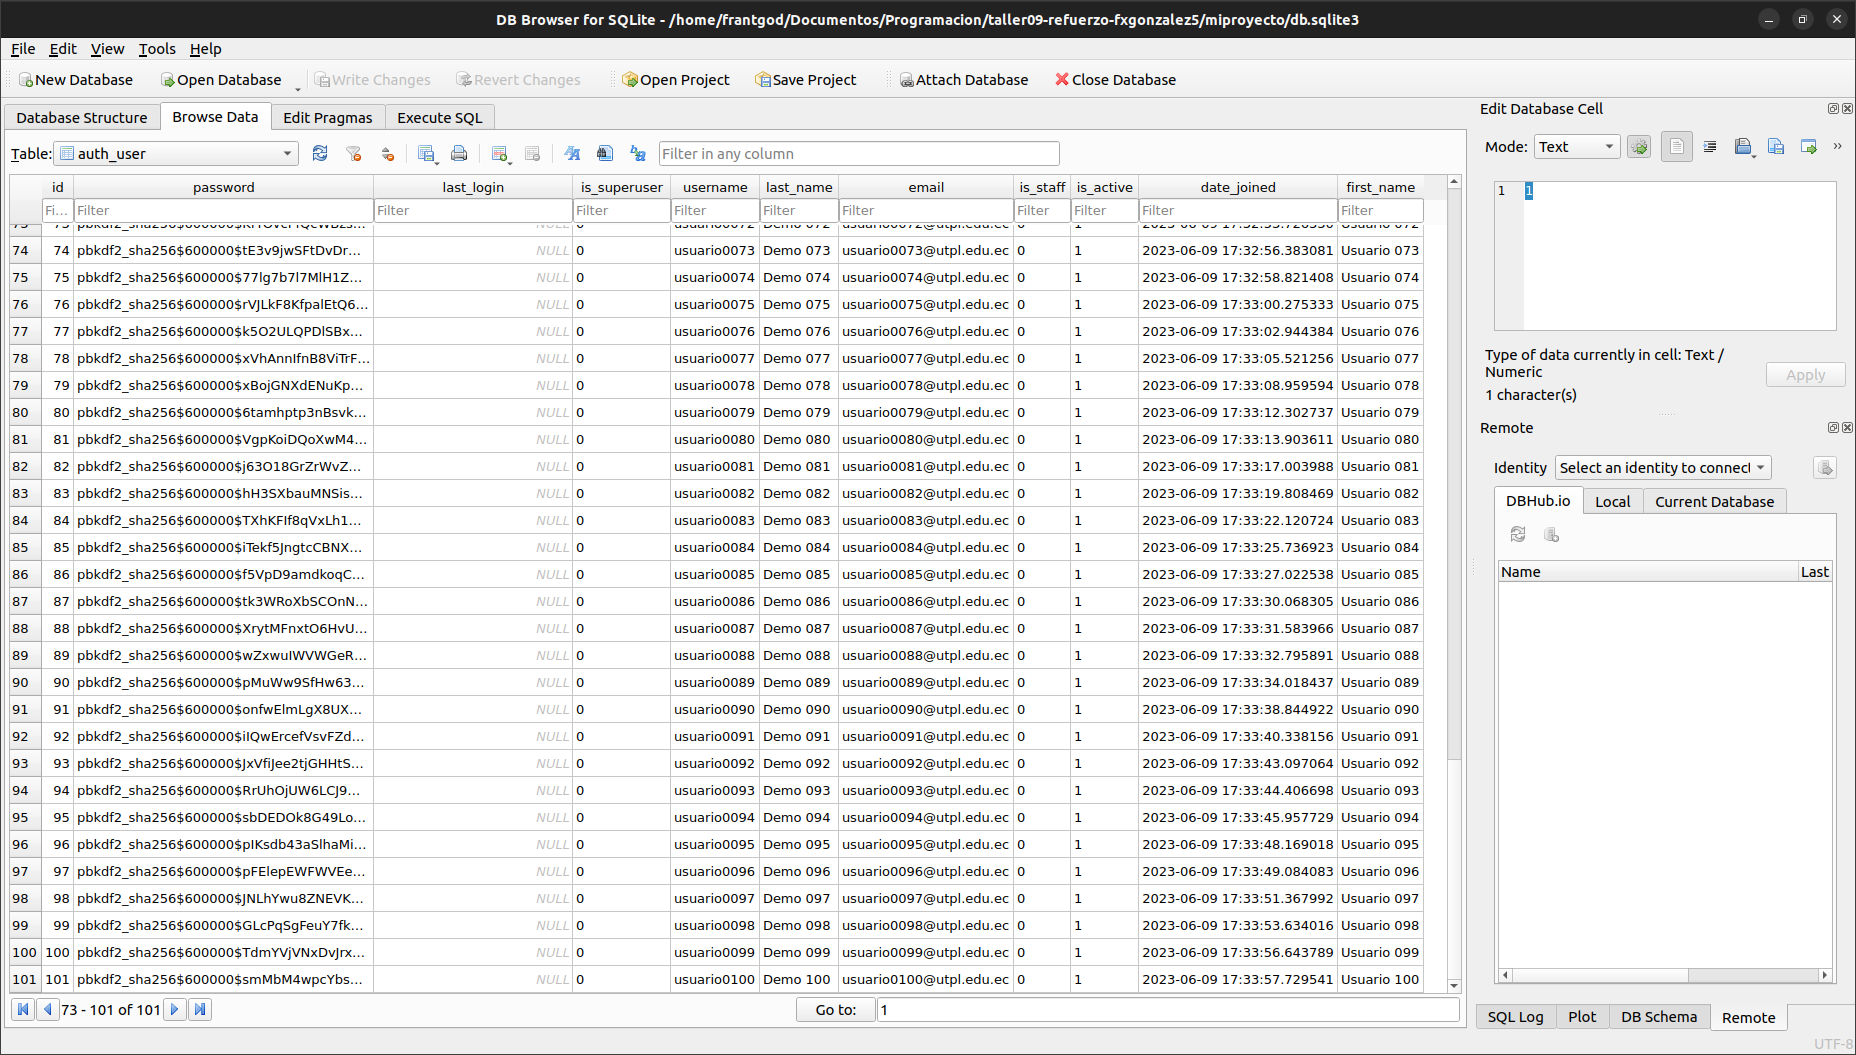 DB Browser for SQLite - /home/frantgod/Documentos/Programacion/taller09-refuerzo-fxgonzalez5/miproyecto/db.sqlite3
File Edit View Tools Help
New Database Open Database Write Changes Revert Changes Open Project Save Project Attach Database Close Database
Database Structure Browse Data Edit Pragmas Execute SQL
Table: auth_user Filter in any column
id password last_login is_superuser username last_name email is_staff is_active date_joined first_name
Fi... Filter Filter Filter Filter Filter Filter Filter Filter Filter Filter
74 74 pbkdf2_sha256$600000$tE3v9jwSFtDvDr... NULL 0 usuario0073 Demo 073 usuario0073@utpl.edu.ec 0 1 2023-06-09 17:32:56.383081 Usuario 073
75 75 pbkdf2_sha256$600000$77lg7b7l7MlH1Z... NULL 0 usuario0074 Demo 074 usuario0074@utpl.edu.ec 0 1 2023-06-09 17:32:58.821408 Usuario 074
76 76 pbkdf2_sha256$600000$rVJLkF8KfpalEtQ6... NULL 0 usuario0075 Demo 075 usuario0075@utpl.edu.ec 0 1 2023-06-09 17:33:00.275333 Usuario 075
77 77 pbkdf2_sha256$600000$k5O2ULQPDlSBx... NULL 0 usuario0076 Demo 076 usuario0076@utpl.edu.ec 0 1 2023-06-09 17:33:02.944384 Usuario 076
78 78 pbkdf2_sha256$600000$xVhAnnIfnB8ViTrF... NULL 0 usuario0077 Demo 077 usuario0077@utpl.edu.ec 0 1 2023-06-09 17:33:05.521256 Usuario 077
79 79 pbkdf2_sha256$600000$xBojGNXdENuKp... NULL 0 usuario0078 Demo 078 usuario0078@utpl.edu.ec 0 1 2023-06-09 17:33:08.959594 Usuario 078
80 80 pbkdf2_sha256$600000$6tamhptp3nBsvk... NULL 0 usuario0079 Demo 079 usuario0079@utpl.edu.ec 0 1 2023-06-09 17:33:12.302737 Usuario 079
81 81 pbkdf2_sha256$600000$VgpKoiDQoXwM4... NULL 0 usuario0080 Demo 080 usuario0080@utpl.edu.ec 0 1 2023-06-09 17:33:13.903611 Usuario 080
82 82 pbkdf2_sha256$600000$j63O18GrZrWvZ... NULL 0 usuario0081 Demo 081 usuario0081@utpl.edu.ec 0 1 2023-06-09 17:33:17.003988 Usuario 081
83 83 pbkdf2_sha256$600000$hH3SXbauMNSis... NULL 0 usuario0082 Demo 082 usuario0082@utpl.edu.ec 0 1 2023-06-09 17:33:19.808469 Usuario 082
84 84 pbkdf2_sha256$600000$TXhKFIf8qVxLh1... NULL 0 usuario0083 Demo 083 usuario0083@utpl.edu.ec 0 1 2023-06-09 17:33:22.120724 Usuario 083
85 85 pbkdf2_sha256$600000$iTekf5JngtcCBNX... NULL 0 usuario0084 Demo 084 usuario0084@utpl.edu.ec 0 1 2023-06-09 17:33:25.736923 Usuario 084
86 86 pbkdf2_sha256$600000$f5VpD9amdkoqC... NULL 0 usuario0085 Demo 085 usuario0085@utpl.edu.ec 0 1 2023-06-09 17:33:27.022538 Usuario 085
87 87 pbkdf2_sha256$600000$tk3WRoXbSCOnN... NULL 0 usuario0086 Demo 086 usuario0086@utpl.edu.ec 0 1 2023-06-09 17:33:30.068305 Usuario 086
88 88 pbkdf2_sha256$600000$XrytMFnxtO6HvU... NULL 0 usuario0087 Demo 087 usuario0087@utpl.edu.ec 0 1 2023-06-09 17:33:31.583966 Usuario 087
89 89 pbkdf2_sha256$600000$wZxwuIWVWGeR... NULL 0 usuario0088 Demo 088 usuario0088@utpl.edu.ec 0 1 2023-06-09 17:33:32.795891 Usuario 088
90 90 pbkdf2_sha256$600000$pMuWw9SfHw63... NULL 0 usuario0089 Demo 089 usuario0089@utpl.edu.ec 0 1 2023-06-09 17:33:34.018437 Usuario 089
91 91 pbkdf2_sha256$600000$onfwElmLgX8UX... NULL 0 usuario0090 Demo 090 usuario0090@utpl.edu.ec 0 1 2023-06-09 17:33:38.844922 Usuario 090
92 92 pbkdf2_sha256$600000$iIQwErcefVsvFZd... NULL 0 usuario0091 Demo 091 usuario0091@utpl.edu.ec 0 1 2023-06-09 17:33:40.338156 Usuario 091
93 93 pbkdf2_sha256$600000$JxVfiJee2tjGHHtS... NULL 0 usuario0092 Demo 092 usuario0092@utpl.edu.ec 0 1 2023-06-09 17:33:43.097064 Usuario 092
94 94 pbkdf2_sha256$600000$RrUhOjUW6LCJ9... NULL 0 usuario0093 Demo 093 usuario0093@utpl.edu.ec 0 1 2023-06-09 17:33:44.406698 Usuario 093
95 95 pbkdf2_sha256$600000$sbDEDOk8G49Lo... NULL 0 usuario0094 Demo 094 usuario0094@utpl.edu.ec 0 1 2023-06-09 17:33:45.957729 Usuario 094
96 96 pbkdf2_sha256$600000$pIKsdb43aSlhaMi... NULL 0 usuario0095 Demo 095 usuario0095@utpl.edu.ec 0 1 2023-06-09 17:33:48.169018 Usuario 095
97 97 pbkdf2_sha256$600000$pFElepEWFWVEe... NULL 0 usuario0096 Demo 096 usuario0096@utpl.edu.ec 0 1 2023-06-09 17:33:49.084083 Usuario 096
98 98 pbkdf2_sha256$600000$JNLhYwu8ZNEVK... NULL 0 usuario0097 Demo 097 usuario0097@utpl.edu.ec 0 1 2023-06-09 17:33:51.367992 Usuario 097
99 99 pbkdf2_sha256$600000$GLcPqSgFeuY7fk... NULL 0 usuario0098 Demo 098 usuario0098@utpl.edu.ec 0 1 2023-06-09 17:33:53.634016 Usuario 098
100 100 pbkdf2_sha256$600000$TdmYVjVNxDvJrx... NULL 0 usuario0099 Demo 099 usuario0099@utpl.edu.ec 0 1 2023-06-09 17:33:56.643789 Usuario 099
101 101 pbkdf2_sha256$600000$smMbM4wpcYbs... NULL 0 usuario0100 Demo 100 usuario0100@utpl.edu.ec 0 1 2023-06-09 17:33:57.729541 Usuario 100
73 - 101 of 101 Go to: 1
Edit Database Cell
Mode: Text
1 1
Type of data currently in cell: Text /
Numeric
Apply
1 character(s)
Remote
Identity Select an identity to connect
DBHub.io Local Current Database
Name Last
SQL Log Plot DB Schema Remote
UTF-8